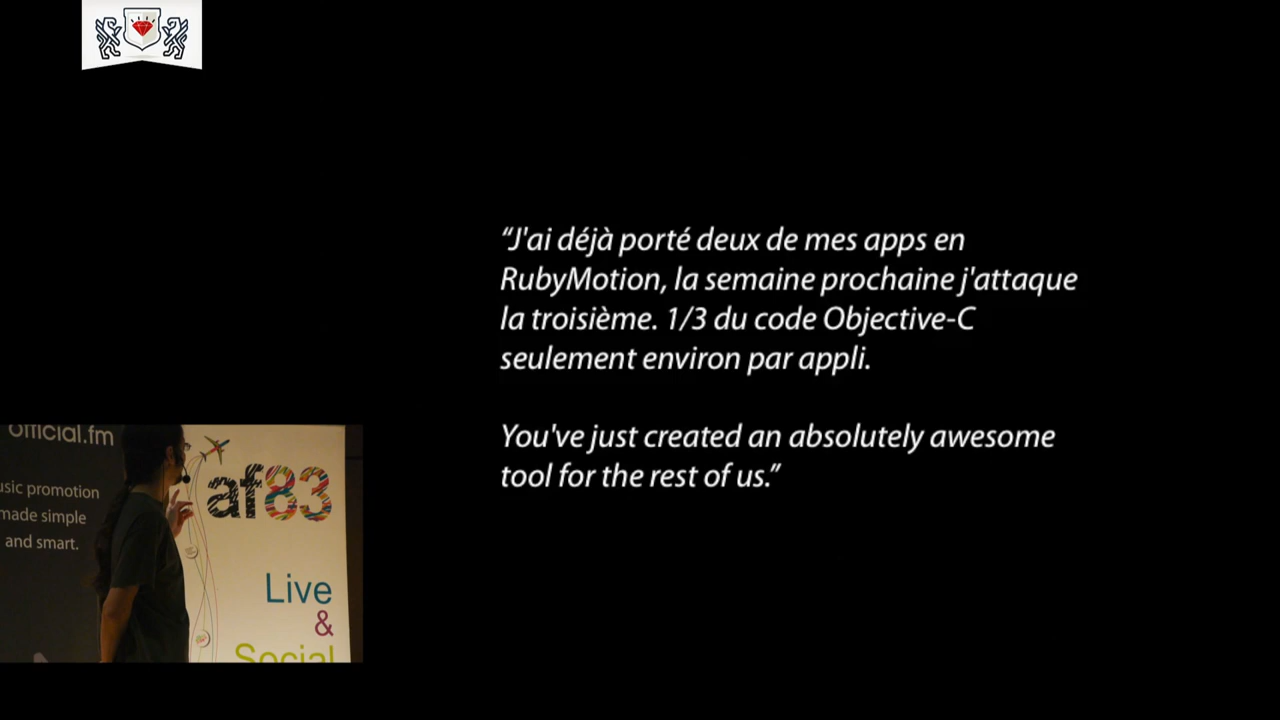 “J'ai déjà porté deux de mes apps en
RubyMotion, la semaine prochaine j'attaque
la troisième. 1/3 du code Objective-C
seulement environ par appli.
You've just created an absolutely awesome
tool for the rest of us.”
official.fm
usic promotion
made simple
and smart.
af83
Live
&
Social